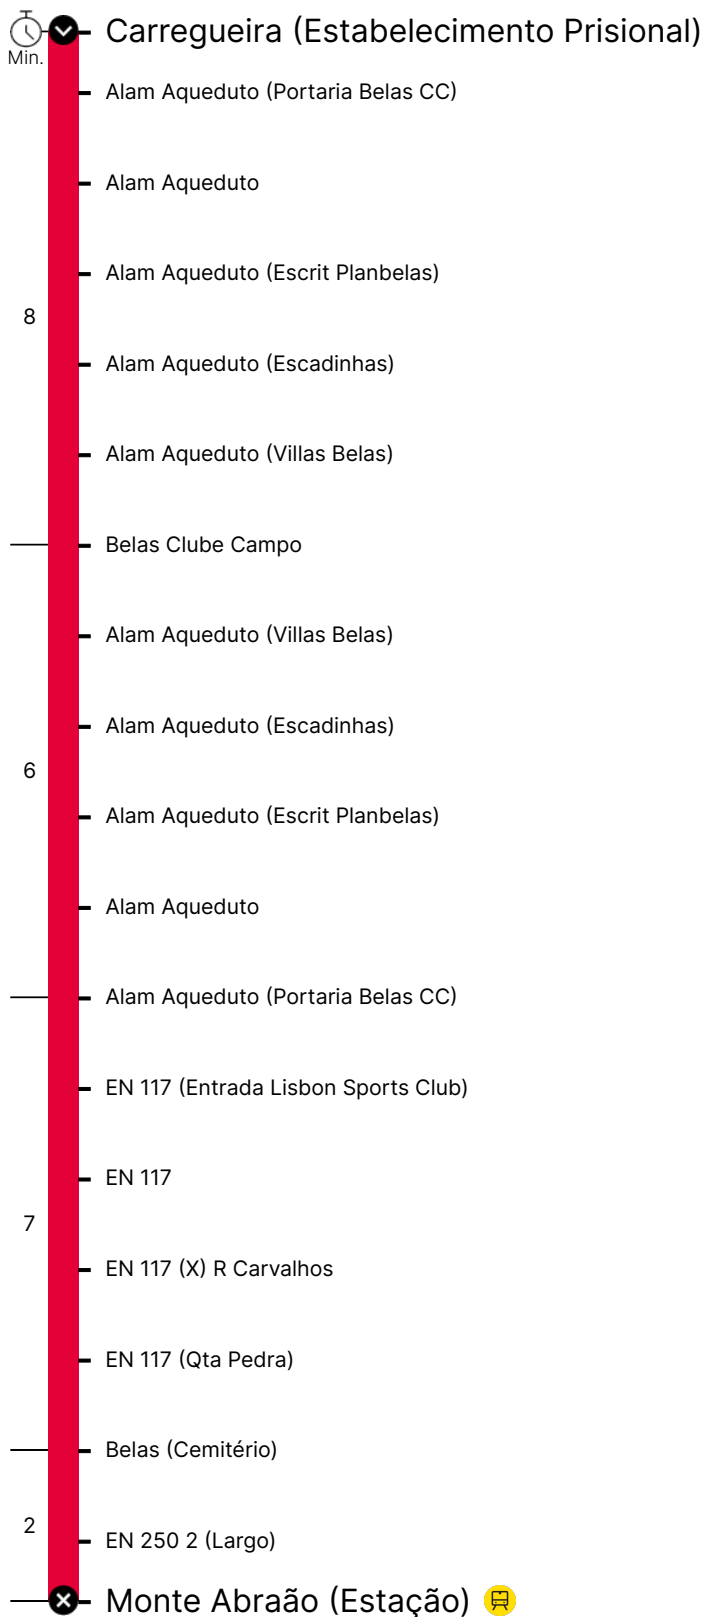 Carregueira (Estabelecimento Prisional)
Min.
Alam Aqueduto (Portaria Belas CC)
Alam Aqueduto
Alam Aqueduto (Escrit Planbelas)
8
Alam Aqueduto (Escadinhas)
Alam Aqueduto (Villas Belas)
Belas Clube Campo
Alam Aqueduto (Villas Belas)
Alam Aqueduto (Escadinhas)
6
Alam Aqueduto (Escrit Planbelas)
Alam Aqueduto
Alam Aqueduto (Portaria Belas CC)
EN 117 (Entrada Lisbon Sports Club)
EN 117
7
EN 117 (X) R Carvalhos
EN 117 (Qta Pedra)
Belas (Cemitério)
2
EN 250 2 (Largo)
Monte Abraão (Estação)